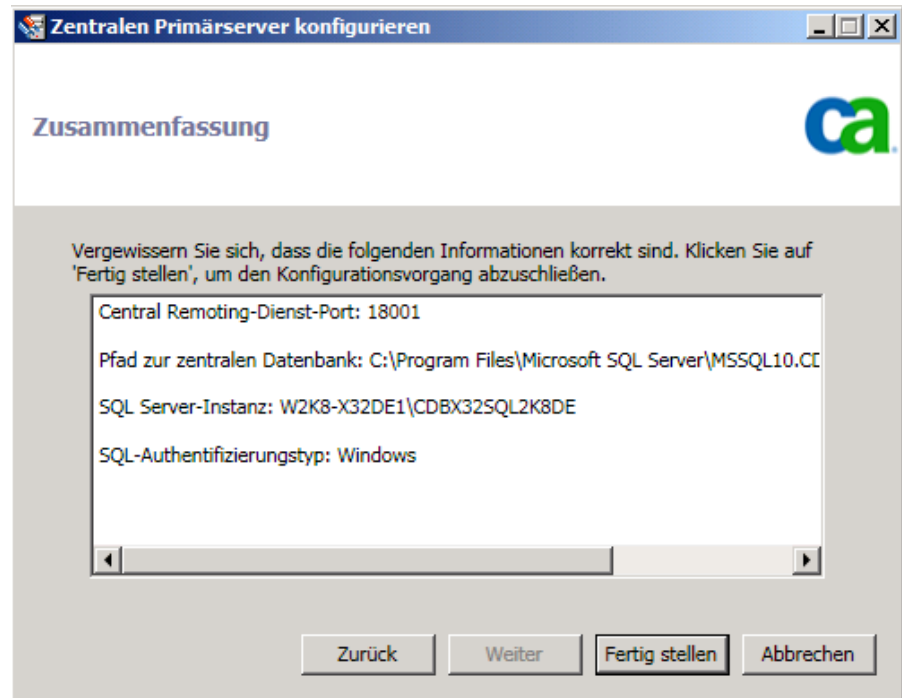 Zentralen Primärserver konfigurieren
Zusammenfassung
ca
Vergewissern Sie sich, dass die folgenden Informationen korrekt sind. Klicken Sie auf
'Fertig stellen', um den Konfigurationsvorgang abzuschließen.
Central Remoting-Dienst-Port: 18001
Pfad zur zentralen Datenbank: C:\Program Files\Microsoft SQL Server\MSSQL10.CD
SQL Server-Instanz: W2K8-X32DE1\CDBX32SQL2K8DE
SQL-Authentifizierungstyp: Windows
Zurück Weiter Fertig stellen Abbrechen